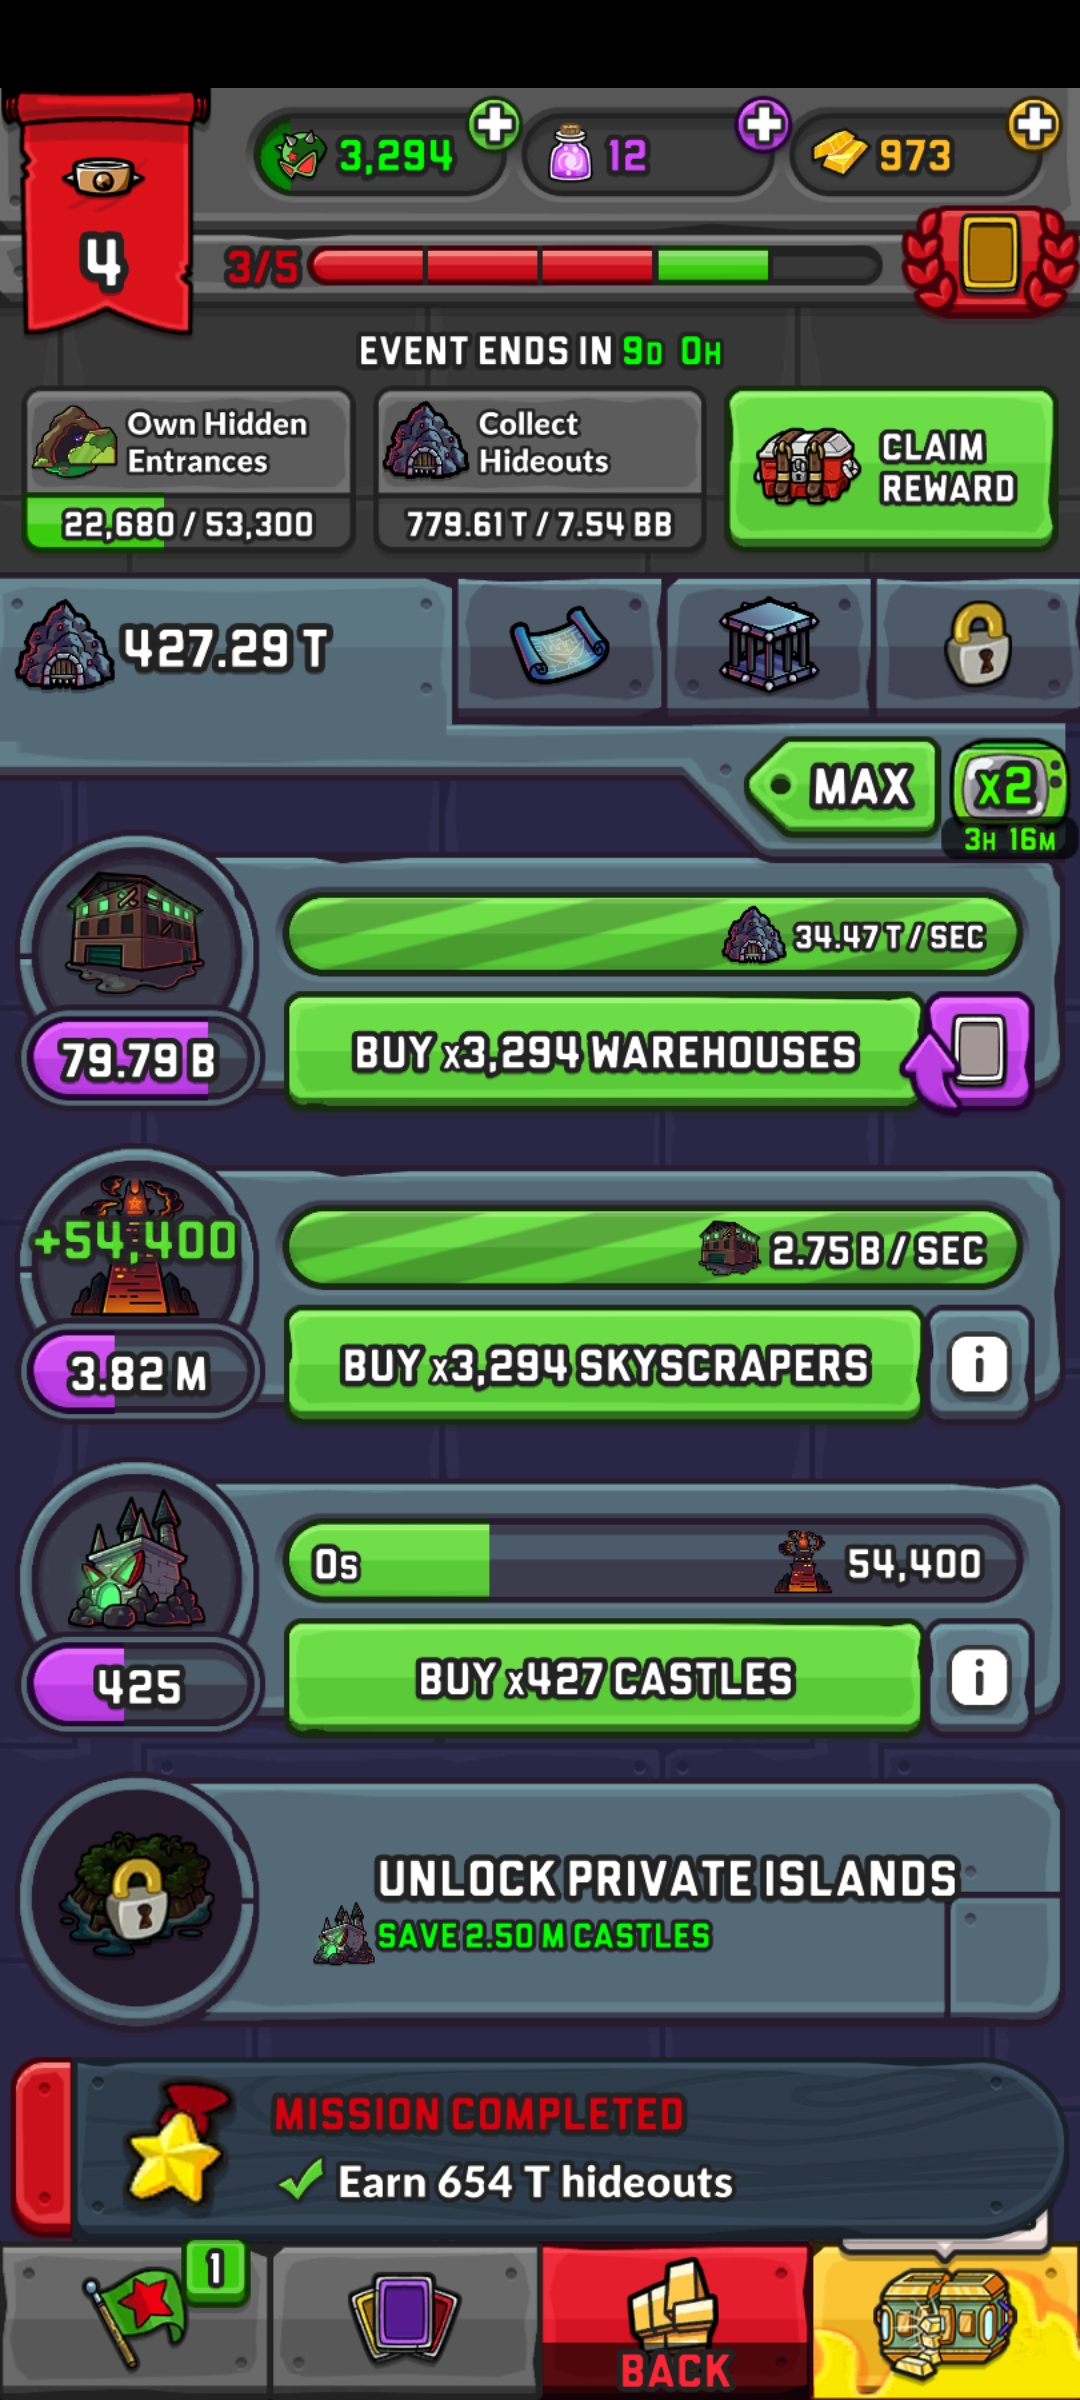 3,294
12
973
4
3/5
EVENT ENDS IN 9D 0H
Own Hidden
Entrances
22,680 / 53,300
Collect
Hideouts
779.61 T / 7.54 BB
CLAIM
REWARD
427.29 T
MAX
x2
3H 16M
34.47 T / SEC
79.79 B
BUY x3,294 WAREHOUSES
+54,400
2.75 B / SEC
3.82 M
BUY x3,294 SKYSCRAPERS
i
0s
54,400
425
BUY x427 CASTLES
i
UNLOCK PRIVATE ISLANDS
SAVE 2.50 M CASTLES
MISSION COMPLETED
Earn 654 T hideouts
1
BACK